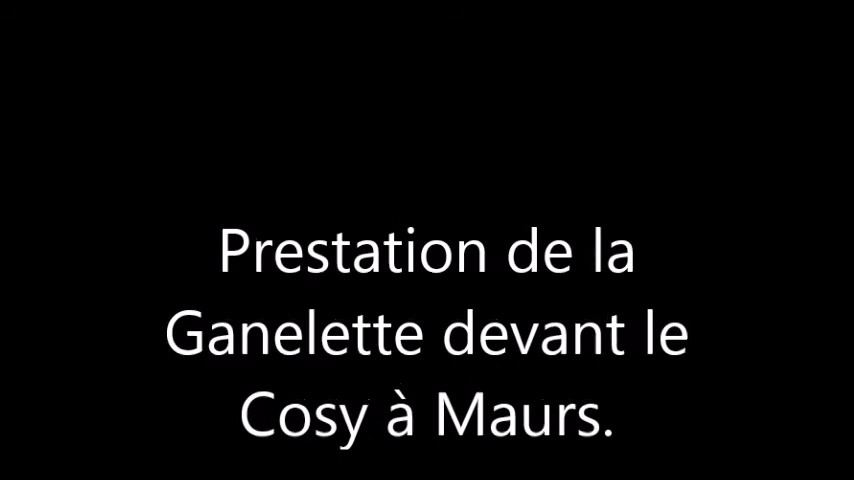 Prestation de la
Ganelette devant le
Cosy à Maurs.